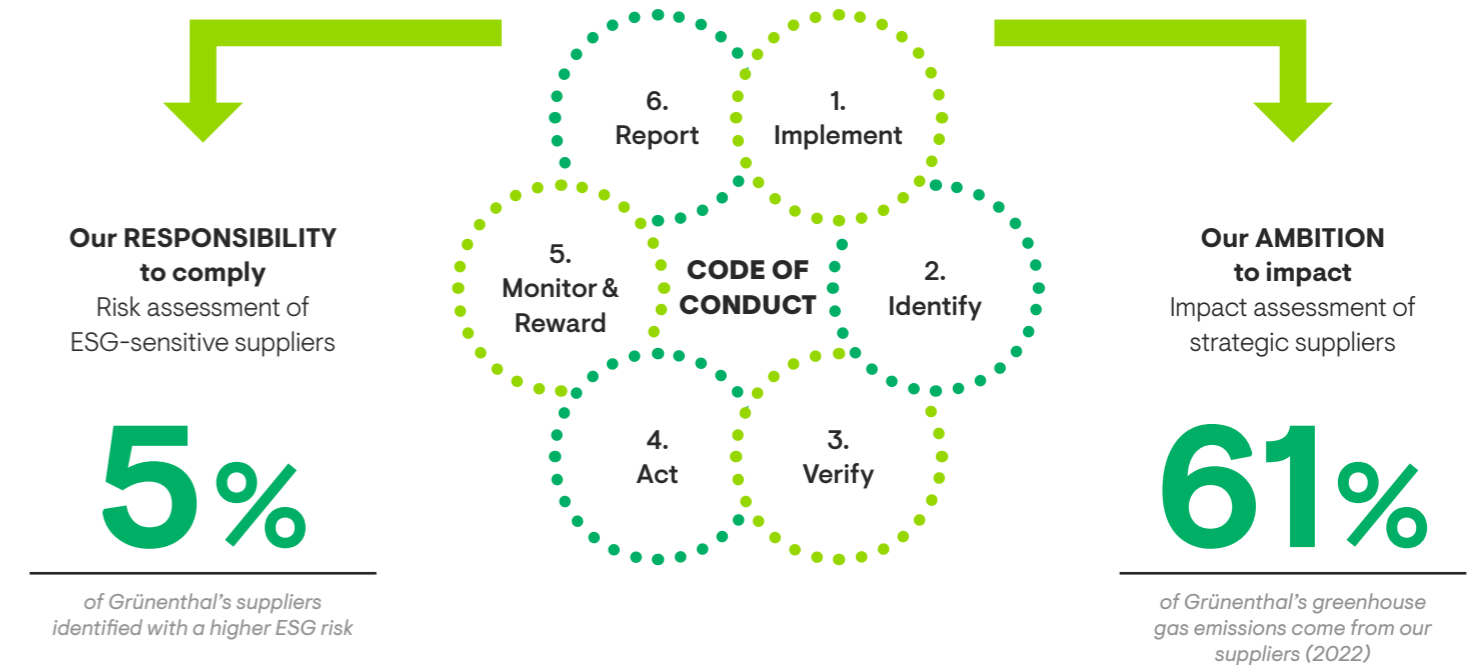 6.
Report
1.
Implement
Our RESPONSIBILITY
to comply
Risk assessment of
ESG-sensitive suppliers
5.
Monitor &
Reward
CODE OF
CONDUCT
2.
Identify
Our AMBITION
to impact
Impact assessment of
strategic suppliers
4.
Act
3.
Verify
5%
of Grünenthal's suppliers
identified with a higher ESG risk
61%
of Grünenthal's greenhouse
gas emissions come from our
suppliers (2022)